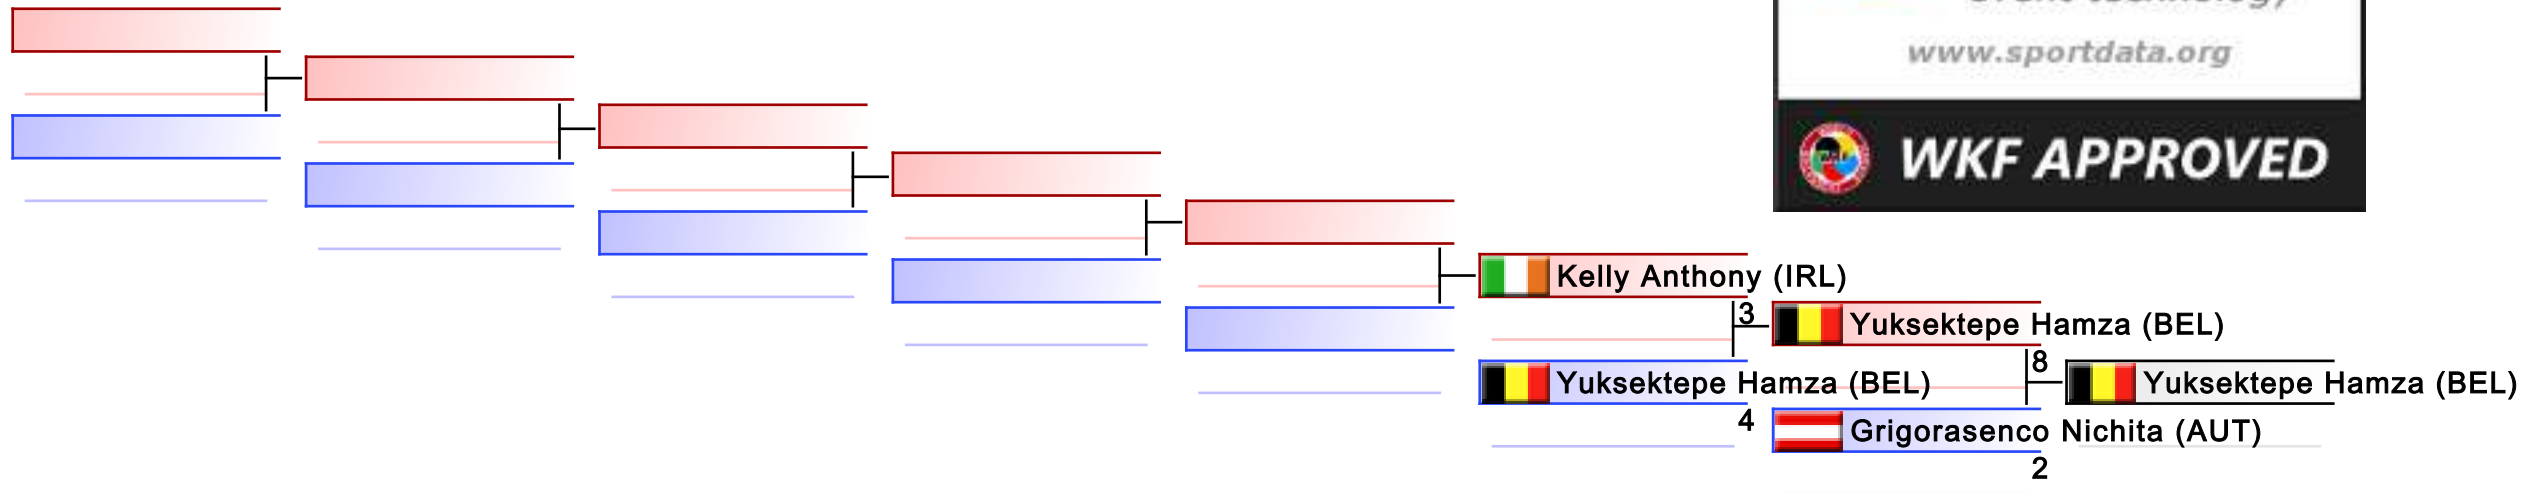 www.sportdata.org
WKF APPROVED
Kelly Anthony (IRL)
3
Yuksektepe Hamza (BEL)
8
Yuksektepe Hamza (BEL)
Yuksektepe Hamza (BEL)
4
Grigorasenco Nichita (AUT)
2